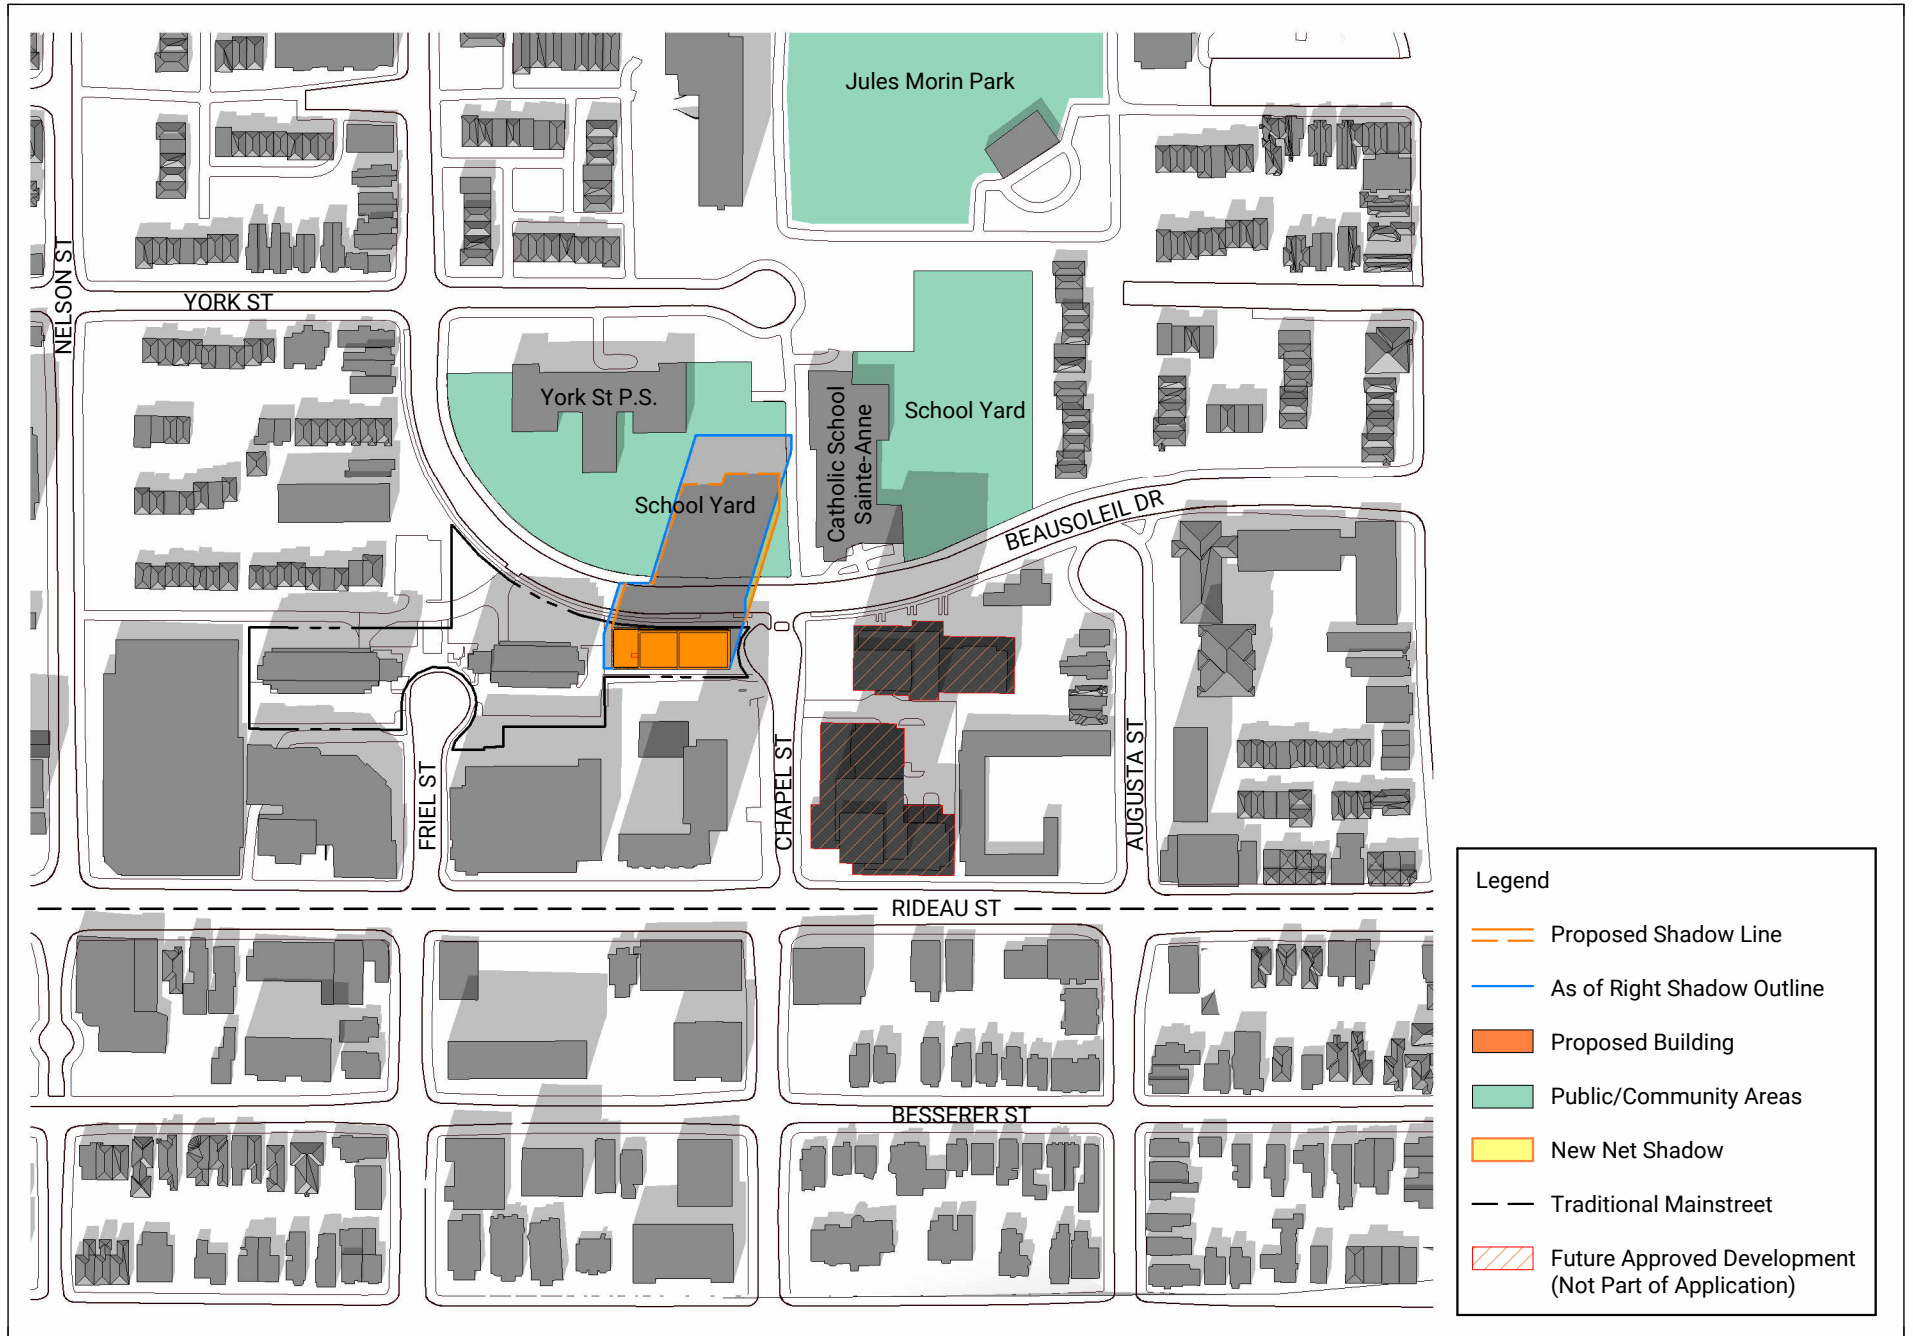 Jules Morin Park
NELSON ST
YORK ST
York St P.S.
School Yard
Catholic School
Sainte-Anne
School Yard
BEAUSOLEIL DR
FRIEL ST
CHAPEL ST
AUGUSTA ST
RIDEAU ST
BESSERER ST
Legend
Proposed Shadow Line
As of Right Shadow Outline
Proposed Building
Public/Community Areas
New Net Shadow
Traditional Mainstreet
Future Approved Development
(Not Part of Application)